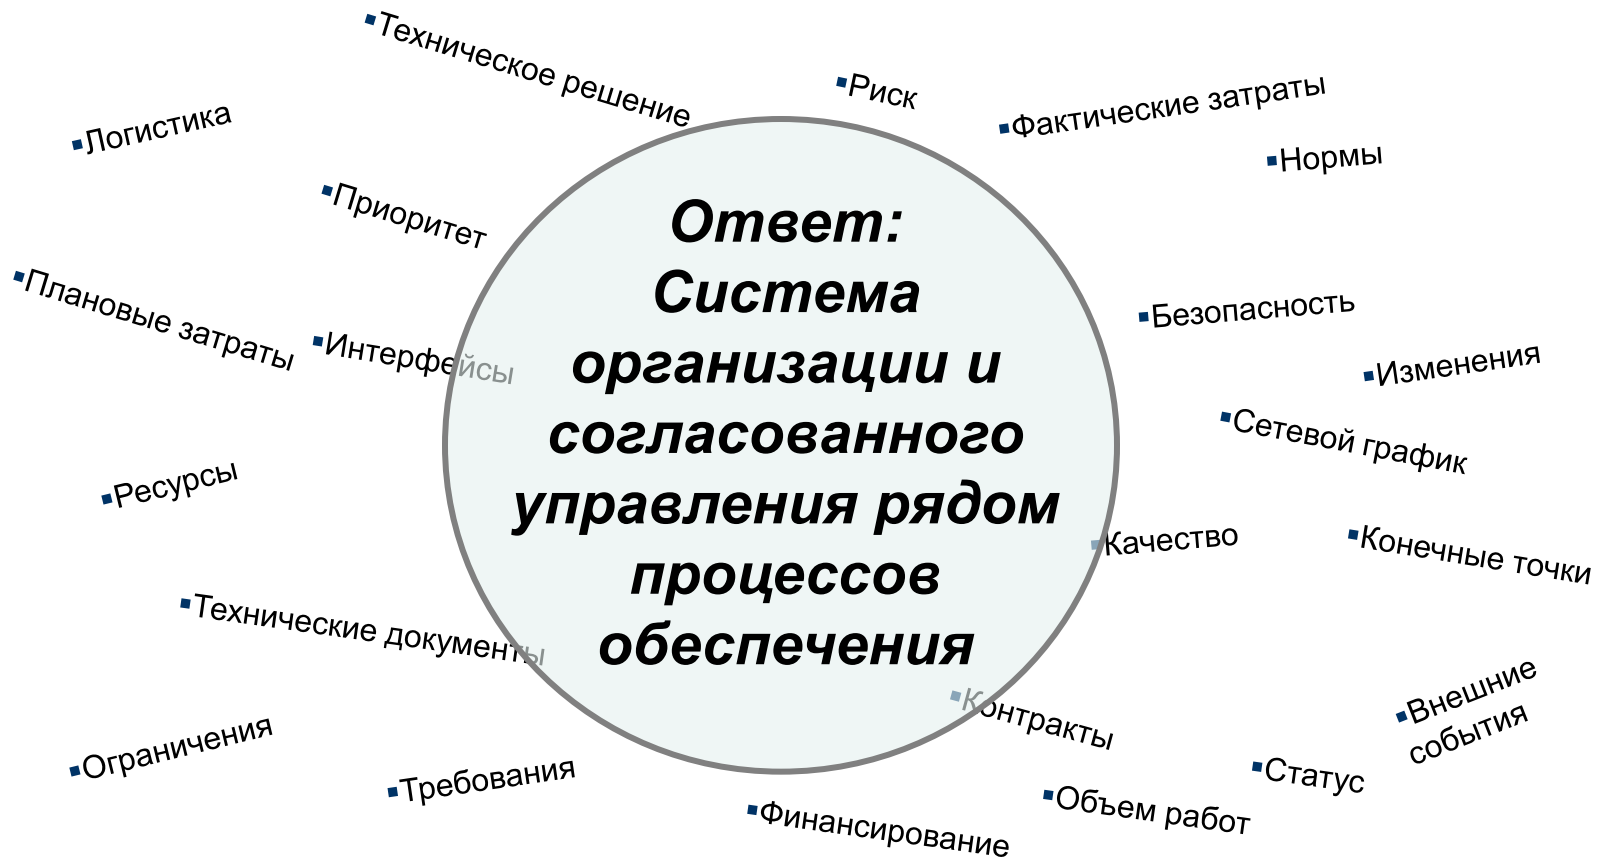 ▪Техническое решение
▪Риск
▪Фактические затраты
▪Логистика
▪Нормы
▪Приоритет
Ответ:
Система
организации и
согласованного
управления рядом
процессов
обеспечения
▪Плановые затраты
▪Интерфейсы
▪Безопасность
▪Изменения
▪Сетевой график
▪Ресурсы
▪Качество
▪Конечные точки
▪Технические документы
▪Контракты
▪Внешние
события
▪Ограничения
▪Требования
▪Статус
▪Объем работ
▪Финансирование